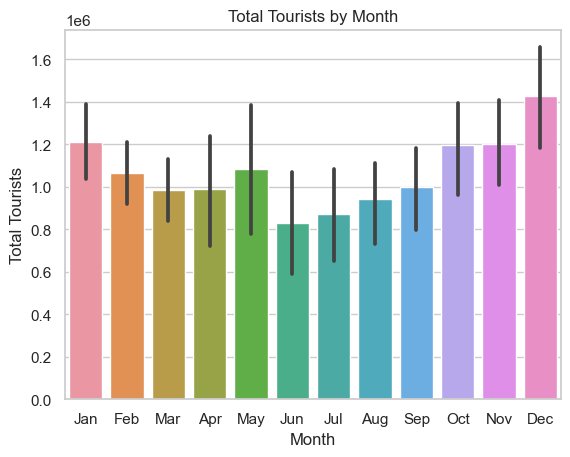 Total Tourists by Month
1e6
1.6
1.4
1.2
1.0
0.8
0.6
0.4
0.2
0.0
Total Tourists
Jan Feb Mar Apr May Jun Jul Aug Sep Oct Nov Dec
Month